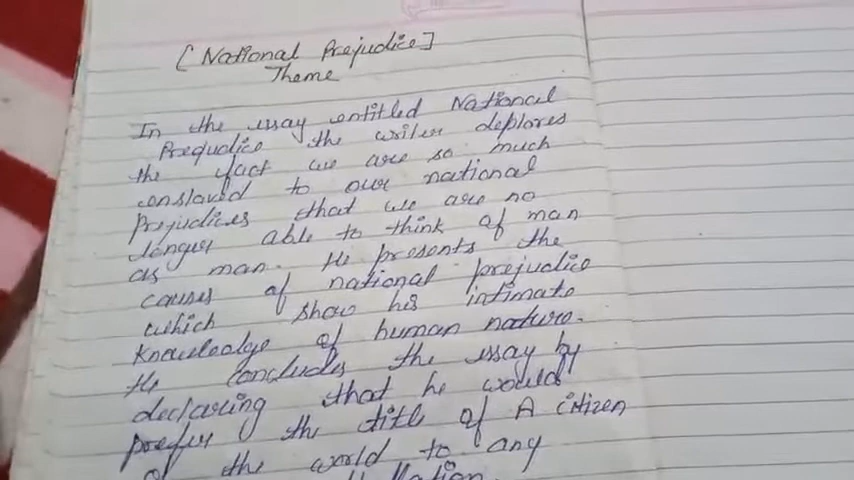 [National Prejudice]
Theme
In the essay entitled National
Prequdice the writer deplores
the fact we are so much
enslaved to our national
Prejudices that we are no
longer able to think of man
as man. He presents the
causes of national prejudice
which show his intimate
knowledge of human nature.
He Concludes the essay by
declaring that he would
prefer the title of A citizen
of the world to any
Nation.